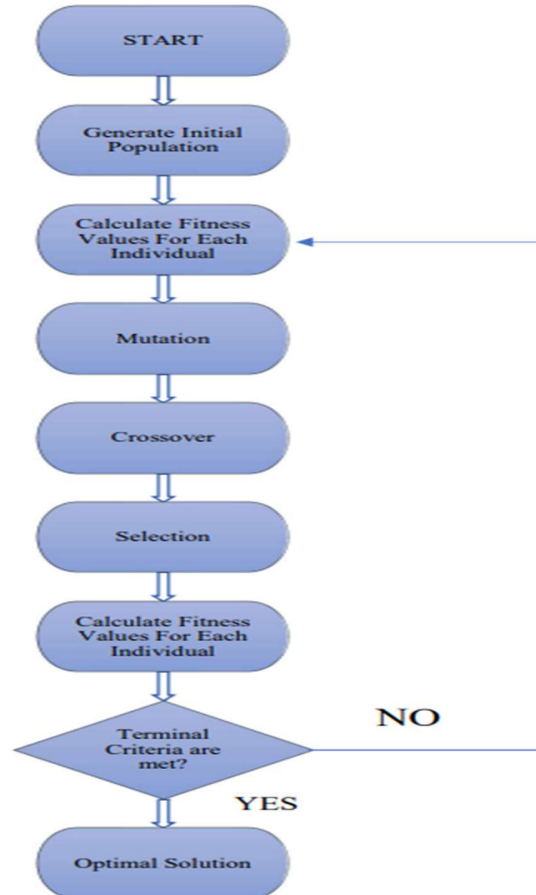 START
Generate Initial
Population
Calculate Fitness
Values For Each
Individual
Mutation
Crossover
Selection
Calculate Fitness
Values For Each
Individual
Terminal
Criteria are
met?
NO
YES
Optimal Solution